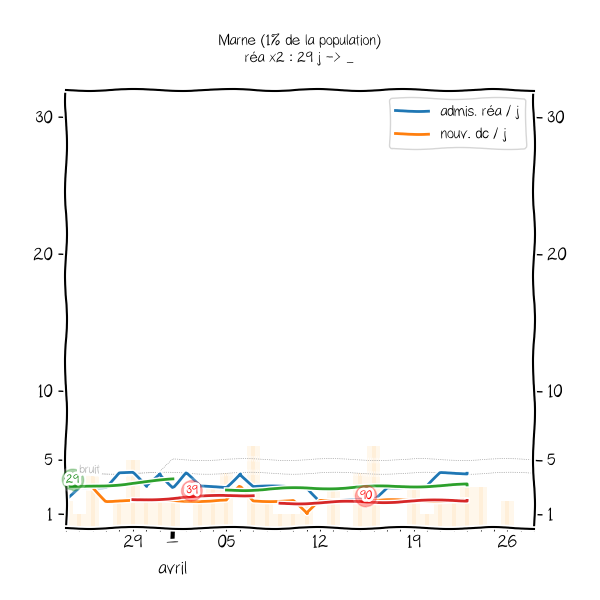 Marne (1% de la population)
réa x2 : 29 j -> _
admis. réa / j
nouv. dc / j
30 30
20 20
10 10
5 5
bruit
29
39
90
1 1
29 _ 05 12 19 26
avril